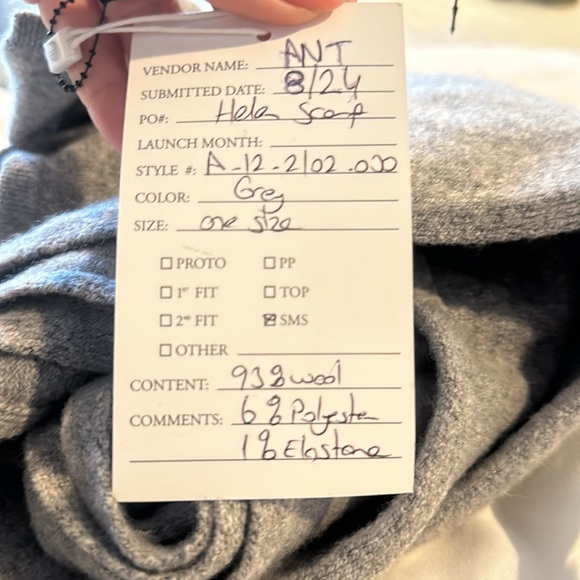 VENDOR NAME: ANT
SUBMITTED DATE: 8/24
PO#: Helen Scarf
LAUNCH MONTH:
STYLE #: A-12-2102.000
COLOR: Grey
SIZE: one size
PROTO PP
1st FIT TOP
2nd FIT SMS
OTHER
CONTENT: 93% wool
COMMENTS: 6% Polyester
1% Elastane